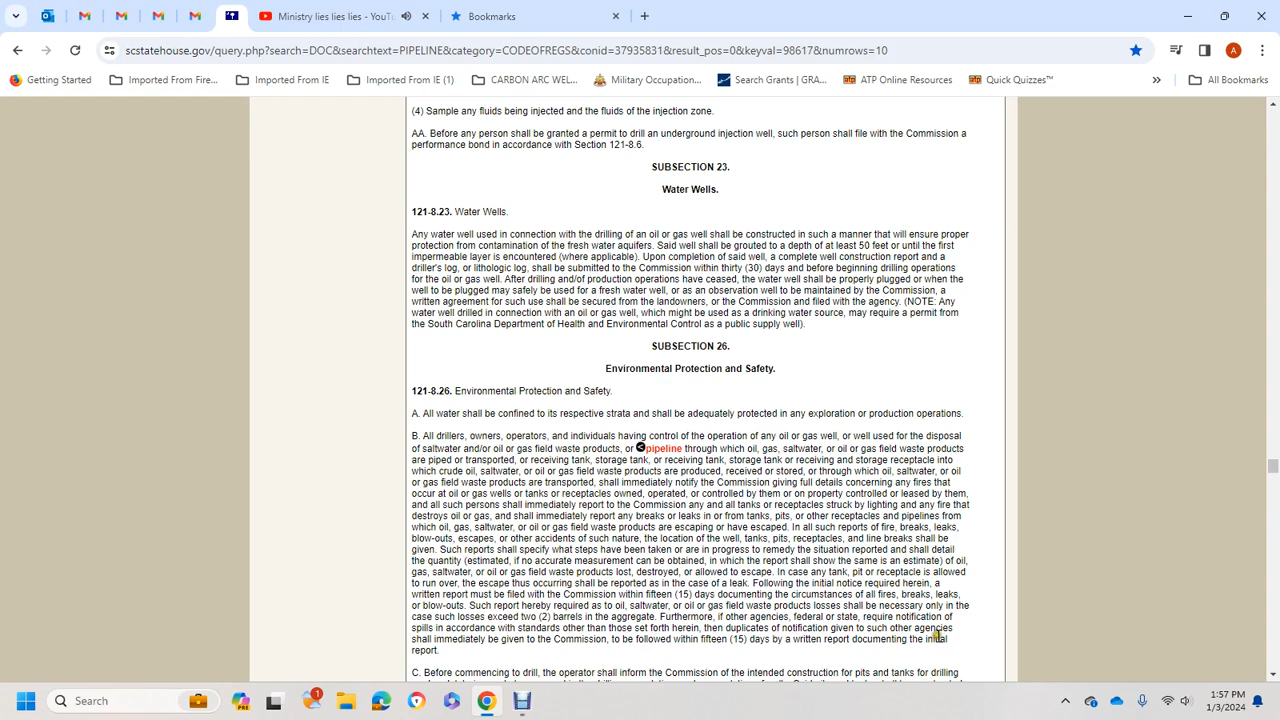 Ministry lies lies lies - YouT
Bookmarks
scstatehouse.gov/query.php?search=DOC&searchtext=PIPELINE&category=CODEOFREGS&conid=37935831&result_pos=0&keyval=98617&numrows=10
A
Getting Started
Imported From Fire...
Imported From IE
Imported From IE (1)
CARBON ARC WEL...
Military Occupation...
Search Grants | GRA...
ATP Online Resources
Quick Quizzes™
All Bookmarks
(4) Sample any fluids being injected and the fluids of the injection zone.
AA. Before any person shall be granted a permit to drill an underground injection well, such person shall file with the Commission a
performance bond in accordance with Section 121-8.6.
SUBSECTION 23.
Water Wells.
121-8.23. Water Wells.
Any water well used in connection with the drilling of an oil or gas well shall be constructed in such a manner that will ensure proper
protection from contamination of the fresh water aquifers. Said well shall be grouted to a depth of at least 50 feet or until the first
impermeable layer is encountered (where applicable). Upon completion of said well, a complete well construction report and a
driller's log, or lithologic log, shall be submitted to the Commission within thirty (30) days and before beginning drilling operations
for the oil or gas well. After drilling and/of production operations have ceased, the water well shall be properly plugged or when the
well to be plugged may safely be used for a fresh water well, or as an observation well to be maintained by the Commission, a
written agreement for such use shall be secured from the landowners, or the Commission and filed with the agency. (NOTE: Any
water well drilled in connection with an oil or gas well, which might be used as a drinking water source, may require a permit from
the South Carolina Department of Health and Environmental Control as a public supply well).
SUBSECTION 26.
Environmental Protection and Safety.
121-8.26. Environmental Protection and Safety.
A. All water shall be confined to its respective strata and shall be adequately protected in any exploration or production operations.
B. All drillers, owners, operators, and individuals having control of the operation of any oil or gas well, or well used for the disposal
of saltwater and/or oil or gas field waste products, or pipeline through which oil, gas, saltwater, or oil or gas field waste products
are piped or transported, or receiving tank, storage tank, storage tank or receiving and storage receptacle into
which crude oil, saltwater, or oil or gas field waste products are produced, received or stored, or through which oil, saltwater, or oil
or gas field waste products are transported, shall immediately notify the Commission giving full details concerning any fires that
occur at oil or gas wells or tanks or receptacles owned, operated, or controlled by them or on property controlled or leased by them,
and all such persons shall immediately report to the Commission any and all tanks or receptacles struck by lighting and any fire that
destroys oil or gas, and shall immediately report any breaks or leaks in or from tanks, pits, or other receptacles and pipelines from
which oil, gas, saltwater, or oil or gas field waste products are escaping or have escaped. In all such reports of fire, breaks, leaks,
blow-outs, escapes, or other accidents of such nature, the location of the well, tanks, pits, receptacles, and line breaks shall be
given. Such reports shall specify what steps have been taken or are in progress to remedy the situation reported and shall detail
the quantity (estimated, if no accurate measurement can be obtained, in which the report shall show the same is an estimate) of oil,
gas, saltwater, or oil or gas field waste products lost, destroyed, or allowed to escape. In case any tank, pit or receptacle is allowed
to run over, the escape thus occurring shall be reported as in the case of a leak. Following the initial notice required herein, a
written report must be filed with the Commission within fifteen (15) days documenting the circumstances of all fires, breaks, leaks,
or blow-outs. Such report hereby required as to oil, saltwater, or oil or gas field waste products losses shall be necessary only in the
case such losses exceed two (2) barrels in the aggregate. Furthermore, if other agencies, federal or state, require notification of
spills in accordance with standards other than those set forth herein, then duplicates of notification given to such other agencies
shall immediately be given to the Commission, to be followed within fifteen (15) days by a written report documenting the initial
report.
C. Before commencing to drill, the operator shall inform the Commission of the intended construction for pits and tanks for drilling
Search
PRE
1
1:57 PM
1/3/2024